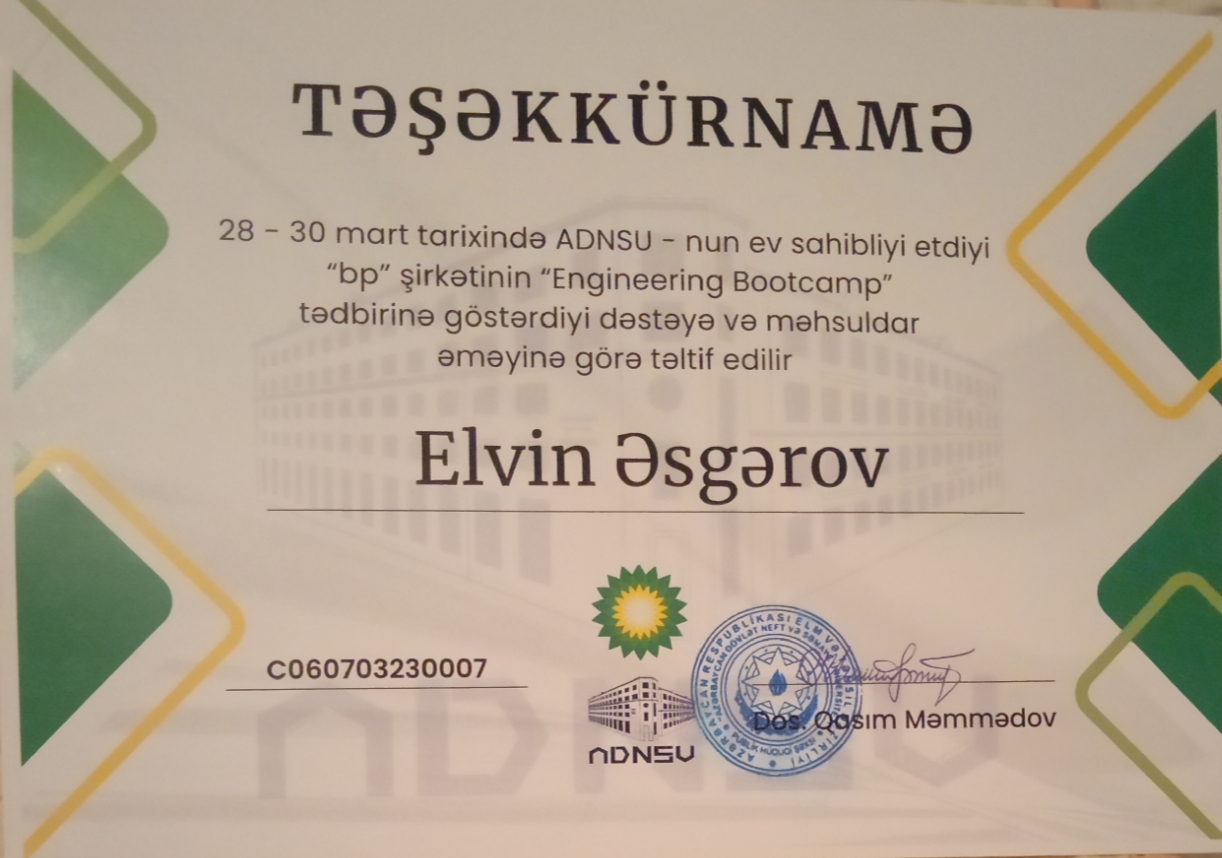 TƏŞƏKKÜRNAMƏ
28 - 30 mart tarixində ADNSU - nun ev sahibliyi etdiyi
“bp” şirkətinin “Engineering Bootcamp”
tədbirinə göstərdiyi dəstəyə və məhsuldar
əməyinə görə təltif edilir
Elvin Əsgərov
C060703230007
ADNSU
AZƏRBAYCAN RESPUBLİKASI ELM VƏ TƏHSİL NAZİRLİYİ
AZƏRBAYCAN DÖVLƏT NEFT VƏ SƏNAYE UNİVERSİTETİ
PUBLİK HÜQUQİ ŞƏXSİ
Dos. Qasım Məmmədov
ADNSU